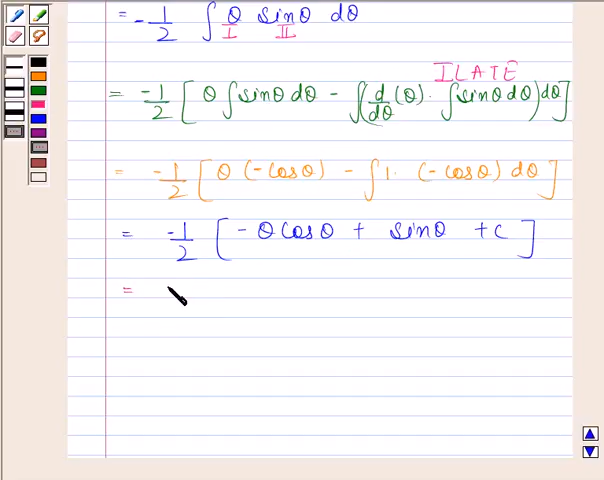 = -1/2 ∫ θ sinθ dθ
I II
ILATE
= -1/2 [ θ ∫ sinθ dθ - ∫ ( d/dθ (θ) · ∫ sinθ dθ ) dθ ]
= -1/2 [ θ (-cosθ) - ∫ 1 · (-cosθ) dθ ]
= -1/2 [ -θ cosθ + sinθ + c ]
=